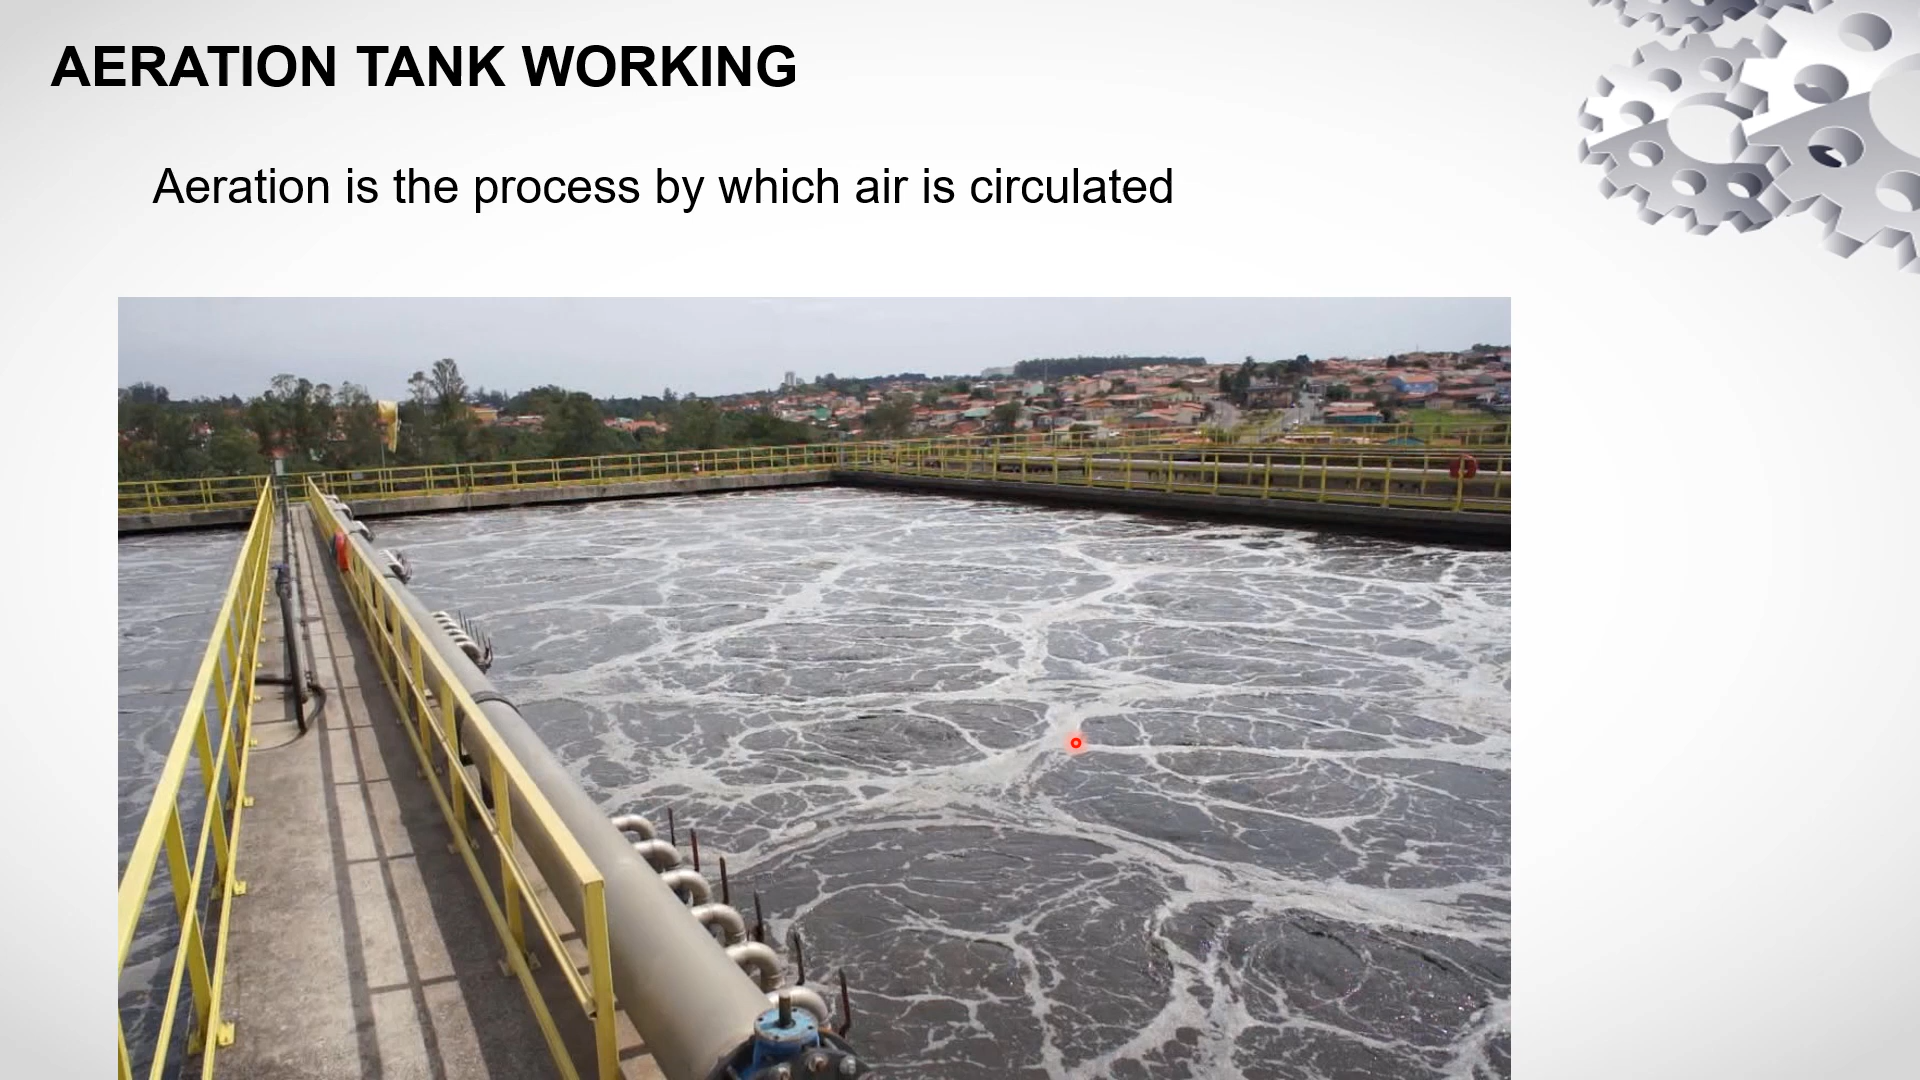 AERATION TANK WORKING
Aeration is the process by which air is circulated